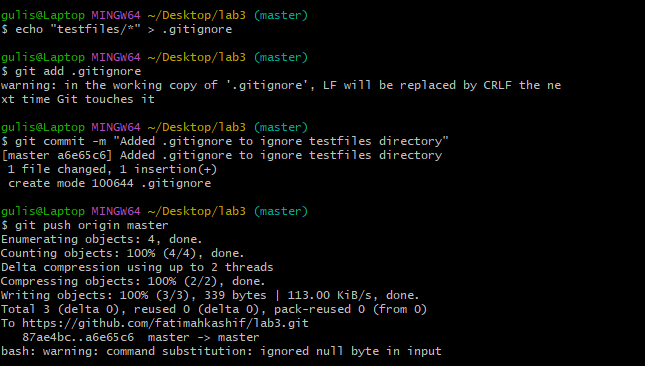 gulis@Laptop MINGW64 ~/Desktop/lab3 (master)
$ echo "testfiles/*" > .gitignore
gulis@Laptop MINGW64 ~/Desktop/lab3 (master)
$ git add .gitignore
warning: in the working copy of '.gitignore', LF will be replaced by CRLF the ne
xt time Git touches it
gulis@Laptop MINGW64 ~/Desktop/lab3 (master)
$ git commit -m "Added .gitignore to ignore testfiles directory"
[master a6e65c6] Added .gitignore to ignore testfiles directory
 1 file changed, 1 insertion(+)
 create mode 100644 .gitignore
gulis@Laptop MINGW64 ~/Desktop/lab3 (master)
$ git push origin master
Enumerating objects: 4, done.
Counting objects: 100% (4/4), done.
Delta compression using up to 2 threads
Compressing objects: 100% (2/2), done.
Writing objects: 100% (3/3), 339 bytes | 113.00 KiB/s, done.
Total 3 (delta 0), reused 0 (delta 0), pack-reused 0 (from 0)
To https://github.com/fatimahkashif/lab3.git
   87ae4bc..a6e65c6  master -> master
bash: warning: command substitution: ignored null byte in input